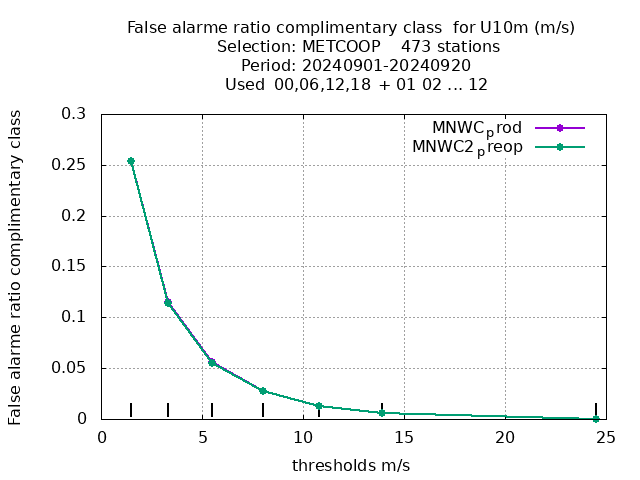 False alarme ratio complimentary class  for U10m (m/s)
Selection: METCOOP    473 stations
Period: 20240901-20240920
Used  00,06,12,18  + 01 02 ... 12
False alarme ratio complimentary class
0.3
0.25
0.2
0.15
0.1
0.05
0
MNWC_prod
MNWC2_preop
0 5 10 15 20 25
thresholds m/s